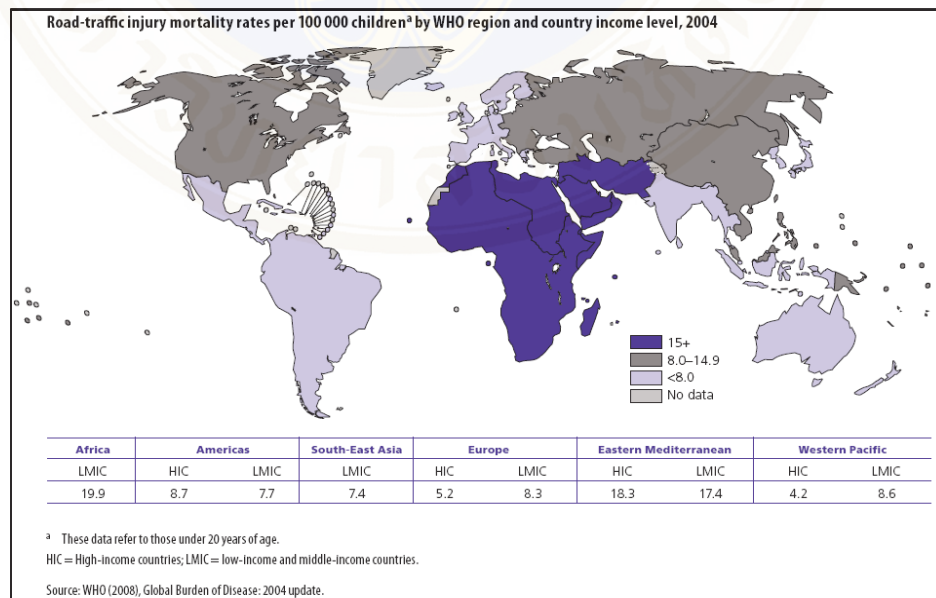 Road-traffic injury mortality rates per 100 000 childrenᵃ by WHO region and country income level, 2004
15+
8.0–14.9
<8.0
No data
Africa Americas South-East Asia Europe Eastern Mediterranean Western Pacific
LMIC HIC LMIC LMIC HIC LMIC HIC LMIC HIC LMIC
19.9 8.7 7.7 7.4 5.2 8.3 18.3 17.4 4.2 8.6
ᵃ These data refer to those under 20 years of age.
HIC = High-income countries; LMIC = low-income and middle-income countries.
Source: WHO (2008), Global Burden of Disease: 2004 update.